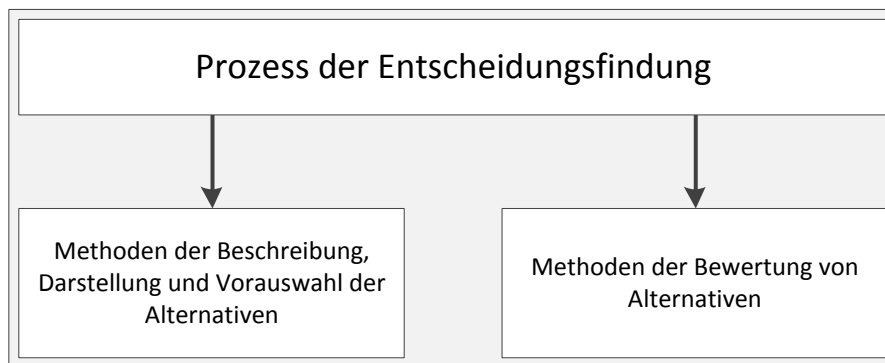 Prozess der Entscheidungsfindung
Methoden der Beschreibung,
Darstellung und Vorauswahl der
Alternativen
Methoden der Bewertung von
Alternativen